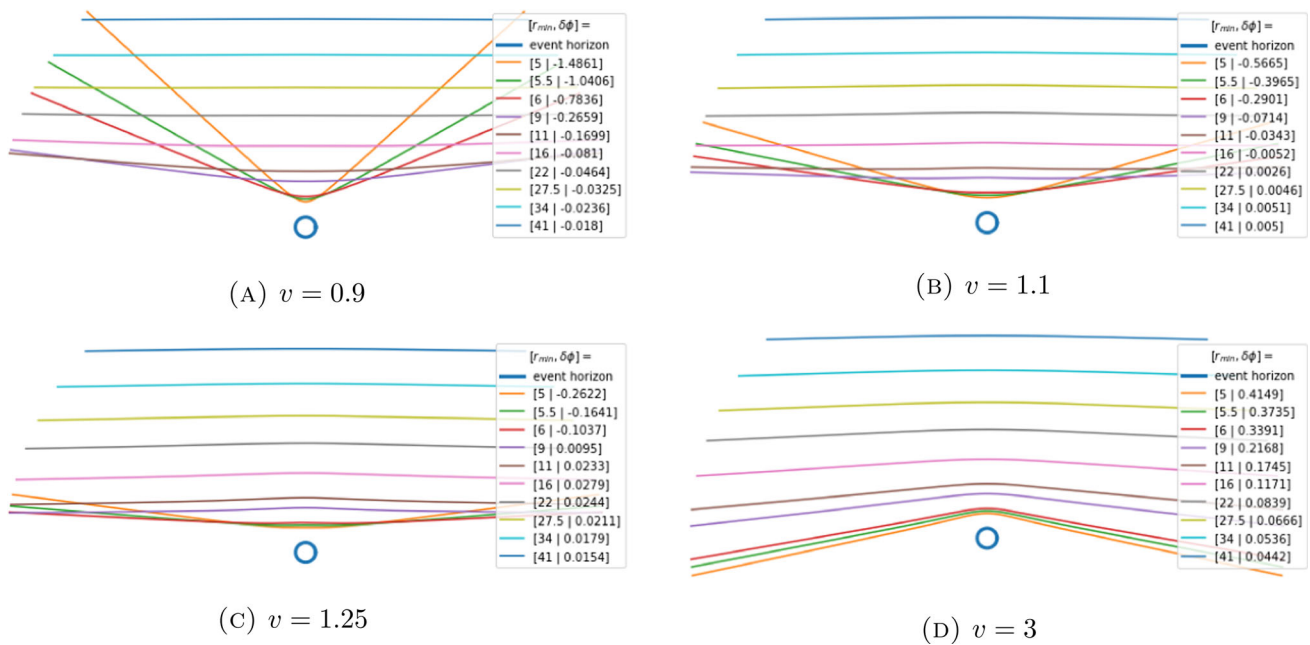 [r_min, δϕ] =
event horizon
[5 | -1.4861]
[5.5 | -1.0406]
[6 | -0.7836]
[9 | -0.2659]
[11 | -0.1699]
[16 | -0.081]
[22 | -0.0464]
[27.5 | -0.0325]
[34 | -0.0236]
[41 | -0.018]
(A) v = 0.9
[r_min, δϕ] =
event horizon
[5 | -0.5665]
[5.5 | -0.3965]
[6 | -0.2901]
[9 | -0.0714]
[11 | -0.0343]
[16 | -0.0052]
[22 | 0.0026]
[27.5 | 0.0046]
[34 | 0.0051]
[41 | 0.005]
(B) v = 1.1
[r_min, δϕ] =
event horizon
[5 | -0.2622]
[5.5 | -0.1641]
[6 | -0.1037]
[9 | 0.0095]
[11 | 0.0233]
[16 | 0.0279]
[22 | 0.0244]
[27.5 | 0.0211]
[34 | 0.0179]
[41 | 0.0154]
(C) v = 1.25
[r_min, δϕ] =
event horizon
[5 | 0.4149]
[5.5 | 0.3735]
[6 | 0.3391]
[9 | 0.2168]
[11 | 0.1745]
[16 | 0.1171]
[22 | 0.0839]
[27.5 | 0.0666]
[34 | 0.0536]
[41 | 0.0442]
(D) v = 3